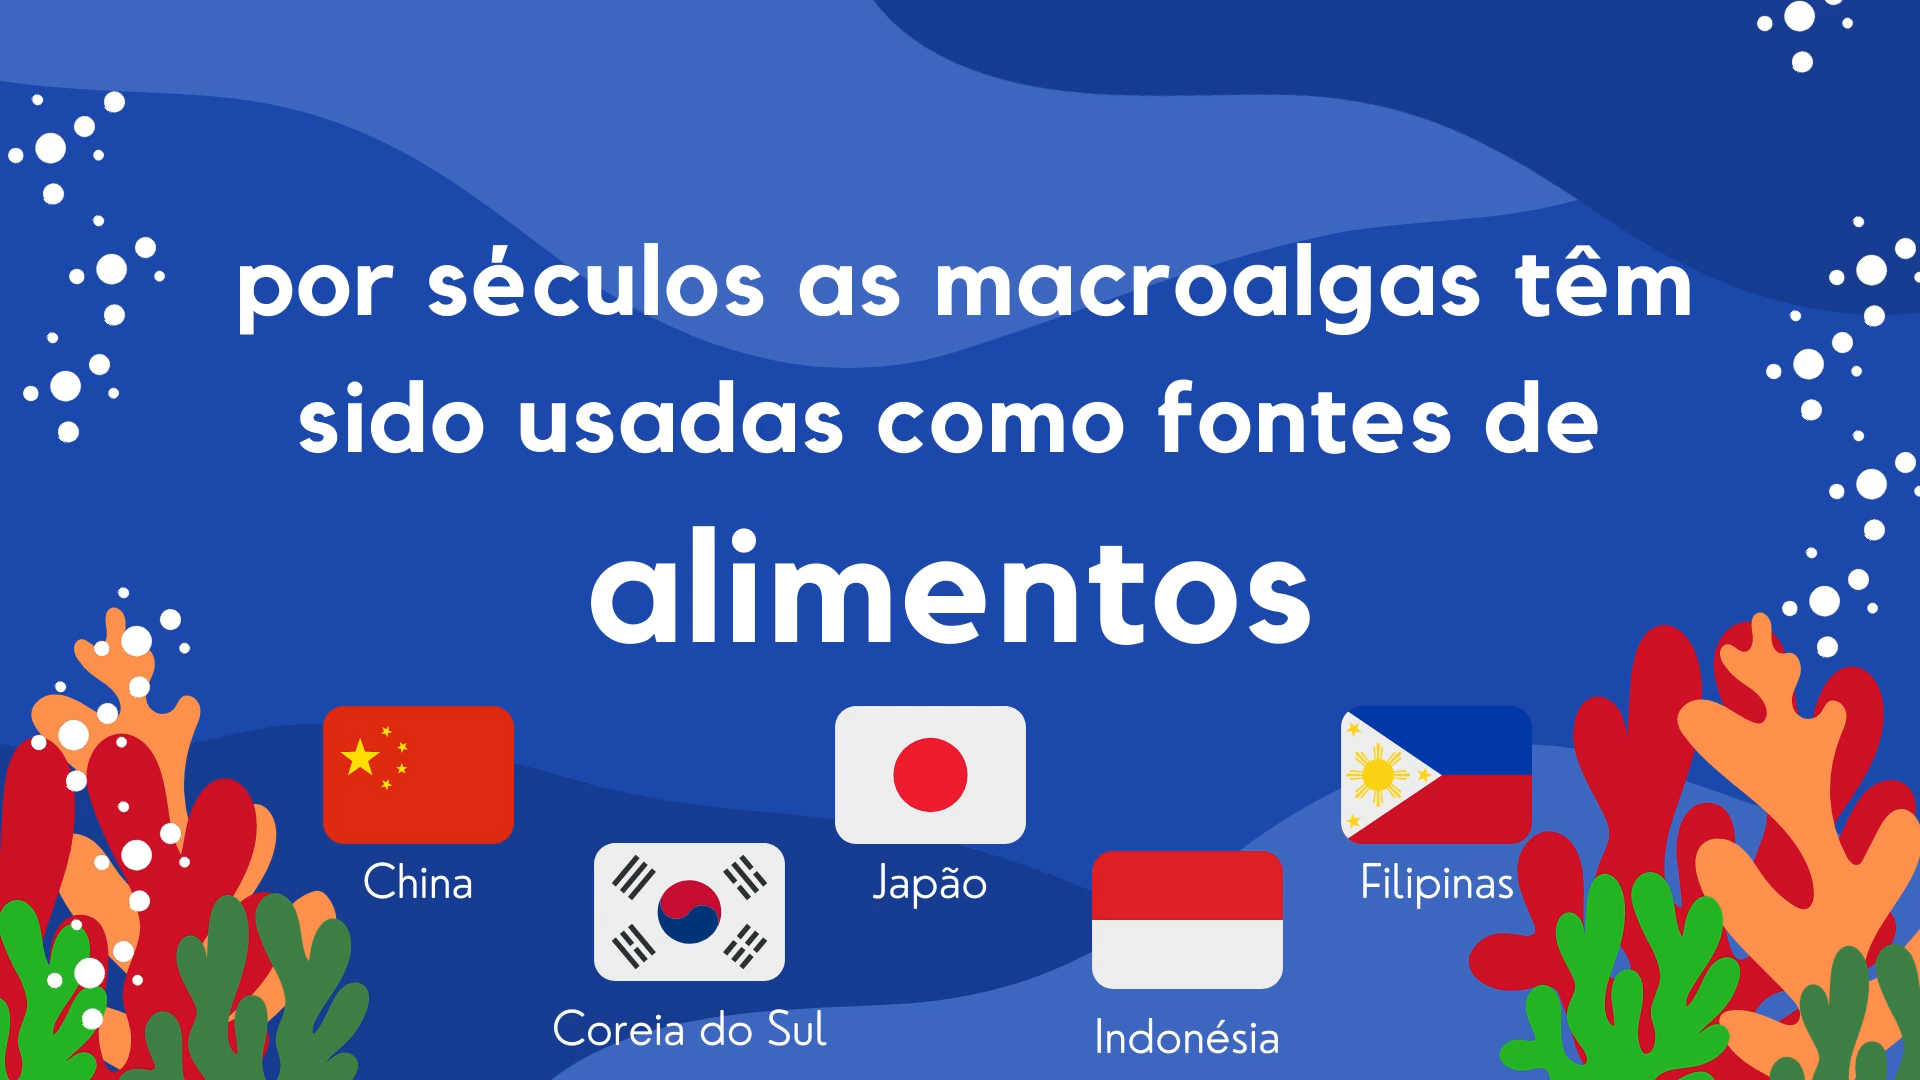 por séculos as macroalgas têm
sido usadas como fontes de
alimentos
China
Japão
Filipinas
Coreia do Sul
Indonésia